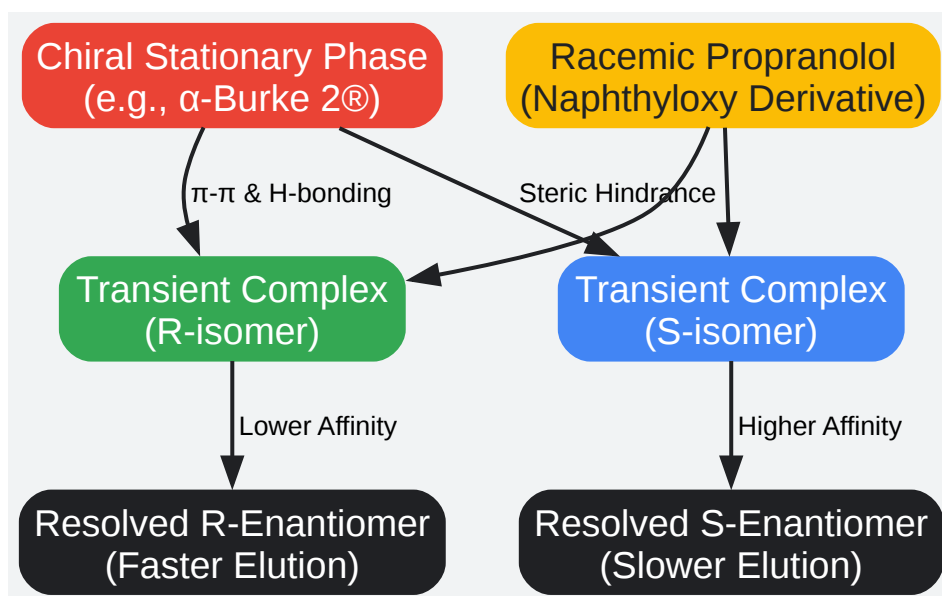 Chiral Stationary Phase
(e.g., α-Burke 2®)
Racemic Propranolol
(Naphthyloxy Derivative)
π-π & H-bonding
Steric Hindrance
Transient Complex
(R-isomer)
Transient Complex
(S-isomer)
Lower Affinity
Higher Affinity
Resolved R-Enantiomer
(Faster Elution)
Resolved S-Enantiomer
(Slower Elution)